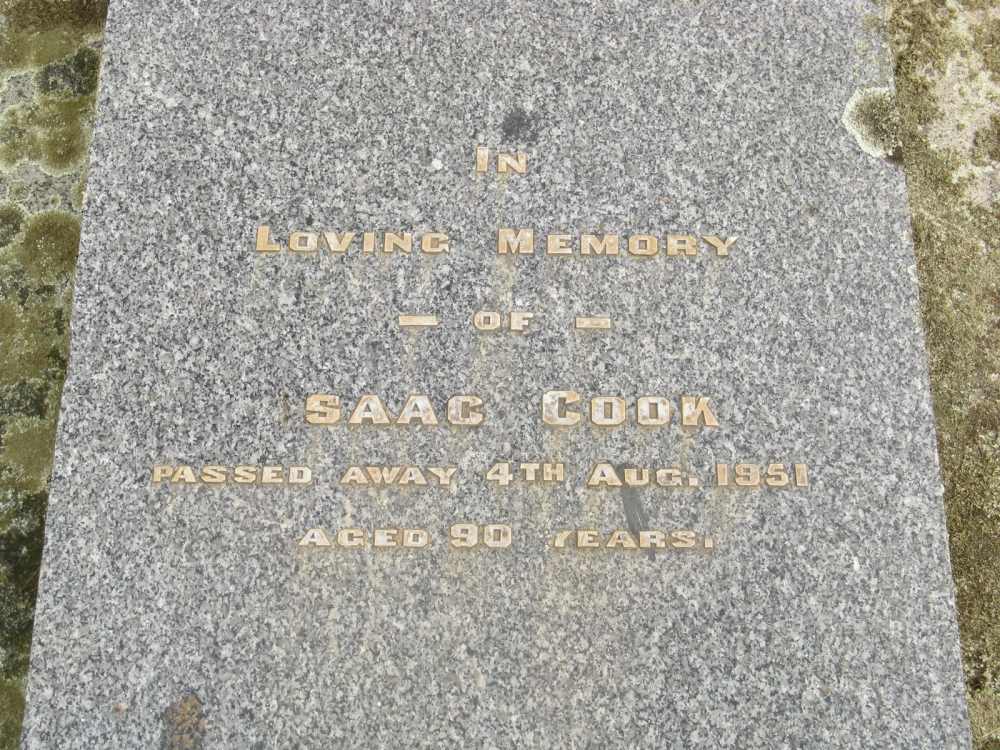 IN
LOVING MEMORY
— OF —
SAAC COOK
PASSED AWAY 4TH AUG. 1951
AGED 90 YEARS.